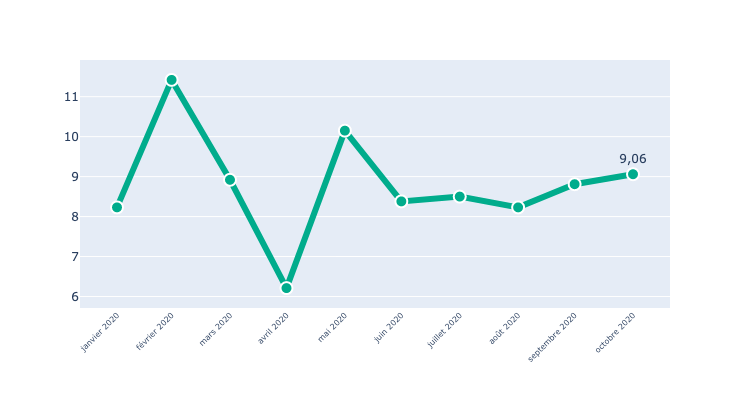 11
10
9,06
9
8
7
6
janvier 2020
février 2020
mars 2020
avril 2020
mai 2020
juin 2020
juillet 2020
août 2020
septembre 2020
octobre 2020